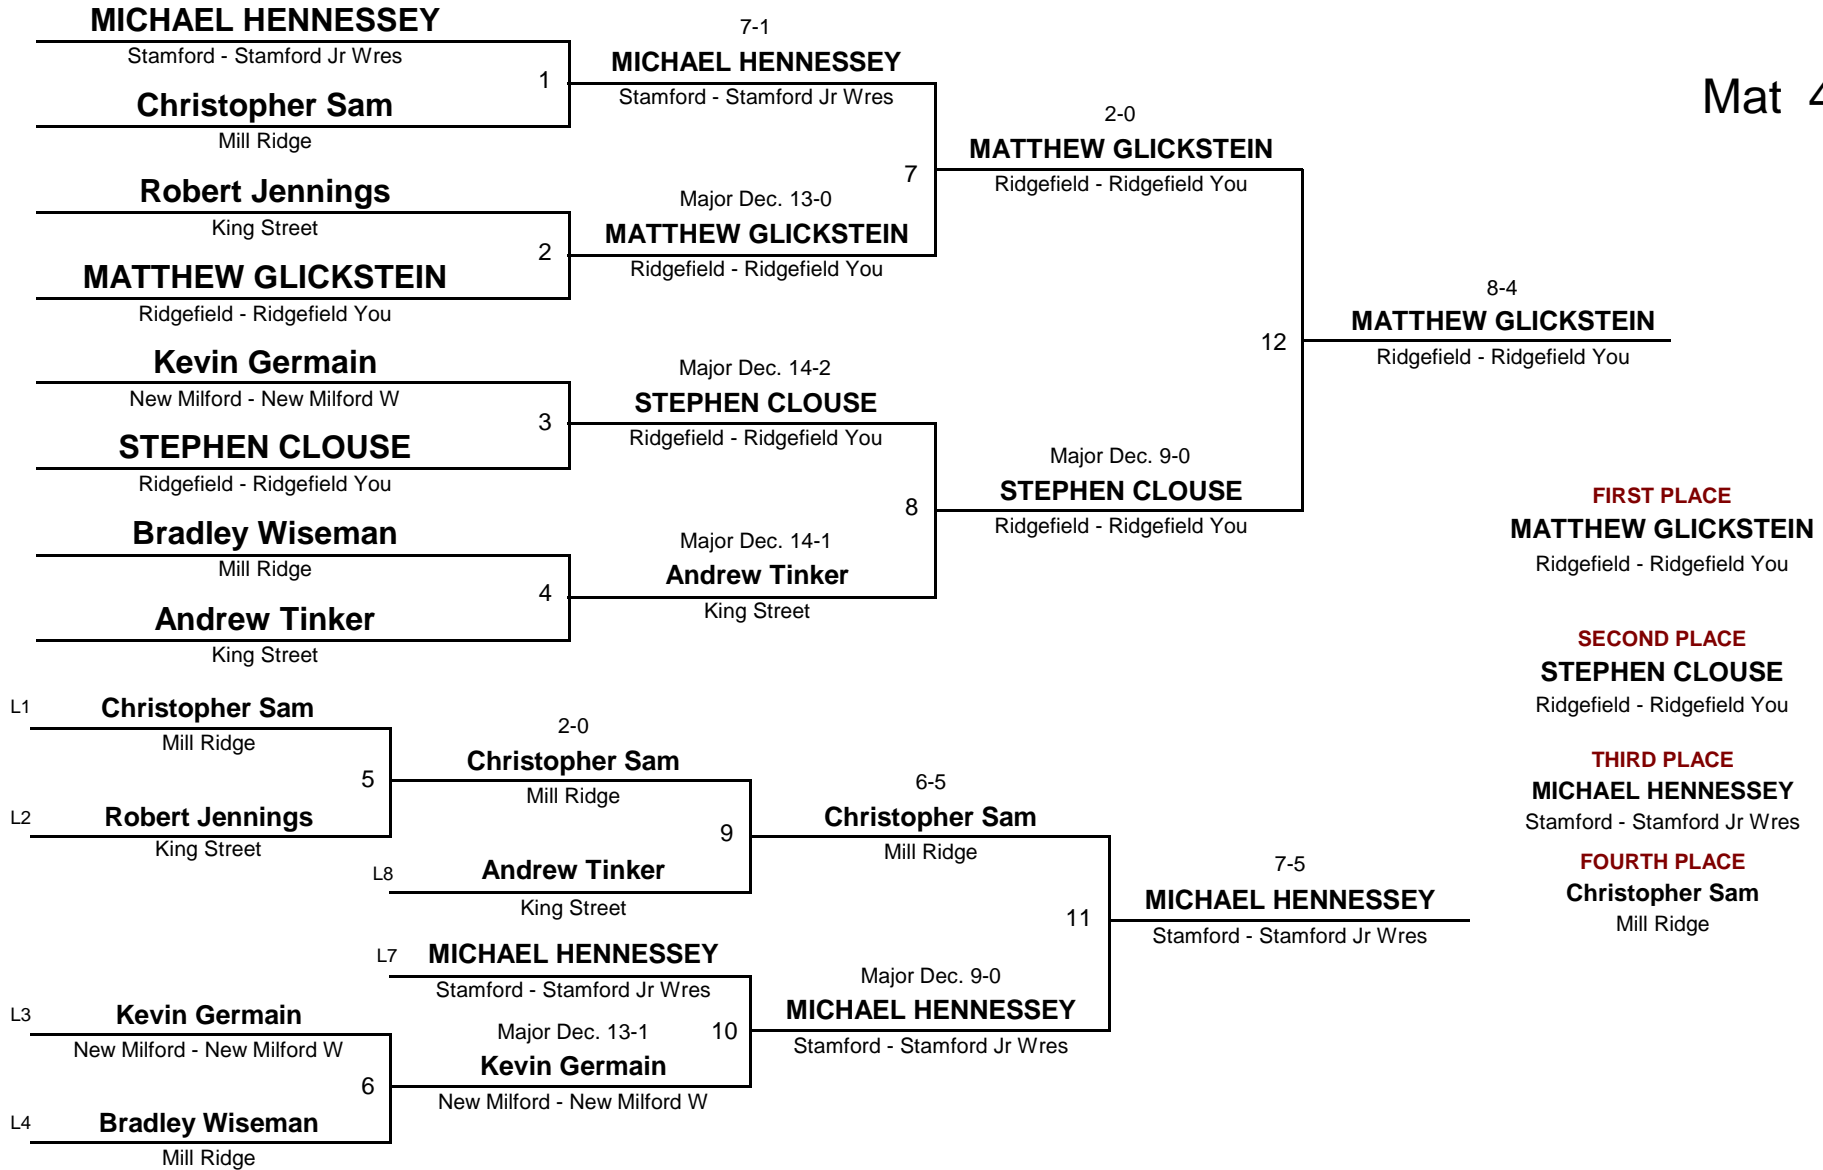 MICHAEL HENNESSEY
Stamford - Stamford Jr Wres
1
Christopher Sam
Mill Ridge
Robert Jennings
King Street
2
MATTHEW GLICKSTEIN
Ridgefield - Ridgefield You
Kevin Germain
New Milford - New Milford W
3
STEPHEN CLOUSE
Ridgefield - Ridgefield You
Bradley Wiseman
Mill Ridge
4
Andrew Tinker
King Street
7-1
MICHAEL HENNESSEY
Stamford - Stamford Jr Wres
7
Major Dec. 13-0
MATTHEW GLICKSTEIN
Ridgefield - Ridgefield You
Major Dec. 14-2
STEPHEN CLOUSE
Ridgefield - Ridgefield You
8
Major Dec. 14-1
Andrew Tinker
King Street
2-0
MATTHEW GLICKSTEIN
Ridgefield - Ridgefield You
12
Major Dec. 9-0
STEPHEN CLOUSE
Ridgefield - Ridgefield You
8-4
MATTHEW GLICKSTEIN
Ridgefield - Ridgefield You
Mat 4
FIRST PLACE
MATTHEW GLICKSTEIN
Ridgefield - Ridgefield You
SECOND PLACE
STEPHEN CLOUSE
Ridgefield - Ridgefield You
THIRD PLACE
MICHAEL HENNESSEY
Stamford - Stamford Jr Wres
FOURTH PLACE
Christopher Sam
Mill Ridge
L1 Christopher Sam
Mill Ridge
5
L2 Robert Jennings
King Street
L3 Kevin Germain
New Milford - New Milford W
6
L4 Bradley Wiseman
Mill Ridge
2-0
Christopher Sam
Mill Ridge
9
L8 Andrew Tinker
King Street
L7 MICHAEL HENNESSEY
Stamford - Stamford Jr Wres
10
Major Dec. 13-1
Kevin Germain
New Milford - New Milford W
6-5
Christopher Sam
Mill Ridge
11
Major Dec. 9-0
MICHAEL HENNESSEY
Stamford - Stamford Jr Wres
7-5
MICHAEL HENNESSEY
Stamford - Stamford Jr Wres